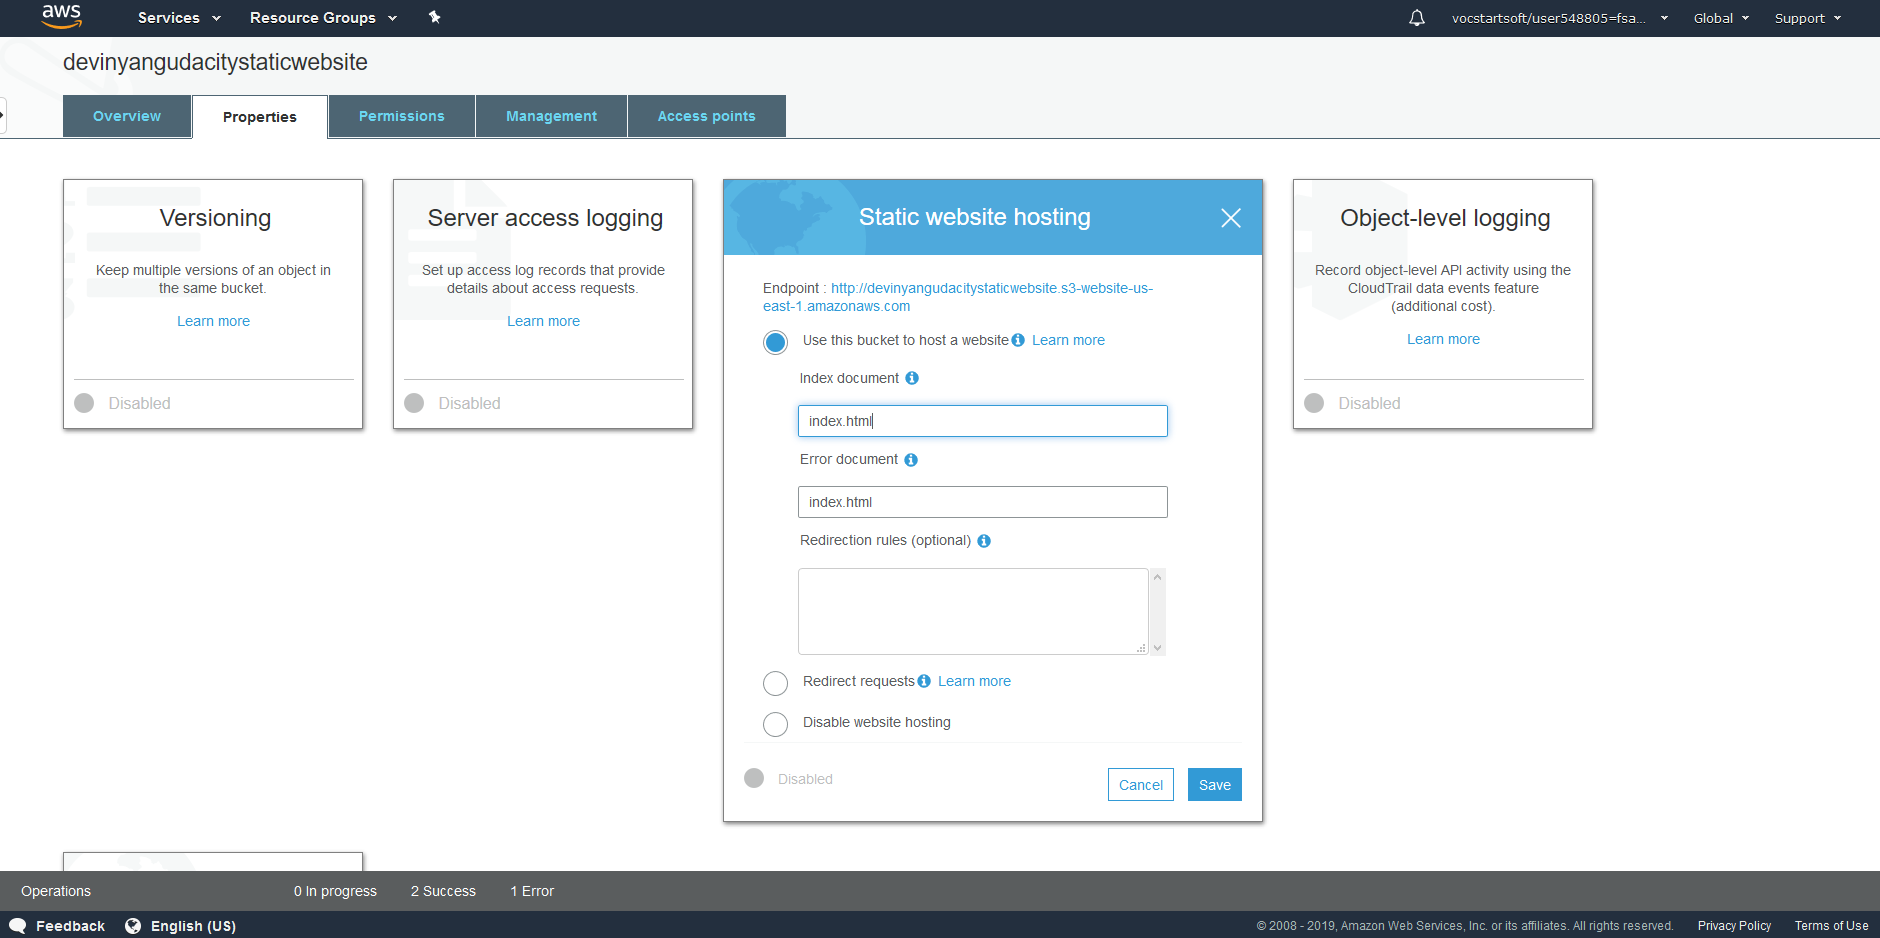 aws Services Resource Groups vocstartsoft/user548805=fsa... Global Support
devinyangudacitystaticwebsite
Overview Properties Permissions Management Access points
Versioning
Keep multiple versions of an object in
the same bucket.
Learn more
Disabled
Server access logging
Set up access log records that provide
details about access requests.
Learn more
Disabled
Static website hosting
Endpoint : http://devinyangudacitystaticwebsite.s3-website-us-
east-1.amazonaws.com
Use this bucket to host a website Learn more
Index document
index.html
Error document
index.html
Redirection rules (optional)
Redirect requests Learn more
Disable website hosting
Disabled
Cancel Save
Object-level logging
Record object-level API activity using the
CloudTrail data events feature
(additional cost).
Learn more
Disabled
Operations 0 In progress 2 Success 1 Error
Feedback English (US) © 2008 - 2019, Amazon Web Services, Inc. or its affiliates. All rights reserved. Privacy Policy Terms of Use